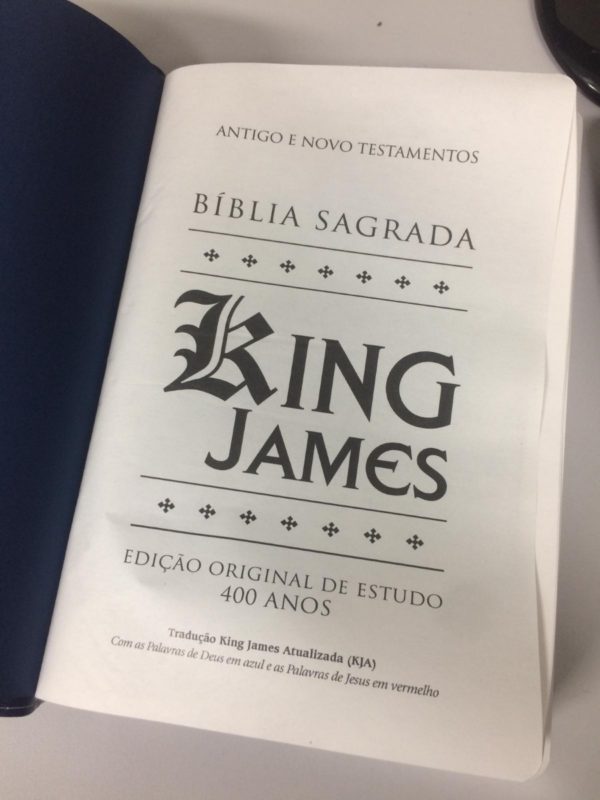 ANTIGO E NOVO TESTAMENTOS
BÍBLIA SAGRADA
KING
JAMES
EDIÇÃO ORIGINAL DE ESTUDO
400 ANOS
Tradução King James Atualizada (KJA)
Com as Palavras de Deus em azul e as Palavras de Jesus em vermelho